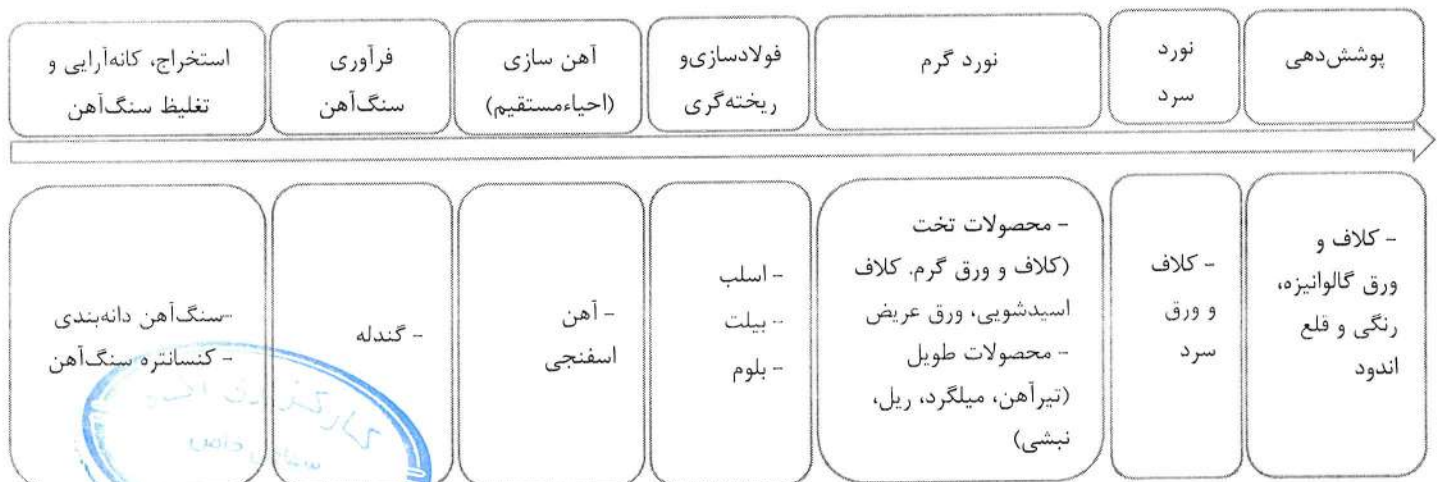 استخراج، کانه‌آرایی و
تغلیظ سنگ‌آهن
فرآوری
سنگ‌آهن
آهن سازی
(احیاءمستقیم)
فولادسازی‌و
ریخته‌گری
نورد گرم
نورد
سرد
پوشش‌دهی
-سنگ‌آهن دانه‌بندی
- کنسانتره سنگ‌آهن
- گندله
- آهن
اسفنجی
- اسلب
- بیلت
- بلوم
- محصولات تخت
(کلاف و ورق گرم. کلاف
اسیدشویی، ورق عریض
- محصولات طویل
(تیرآهن، میلگرد، ریل،
نبشی)
- کلاف
و ورق
سرد
- کلاف و
ورق گالوانیزه،
رنگی و قلع
اندود